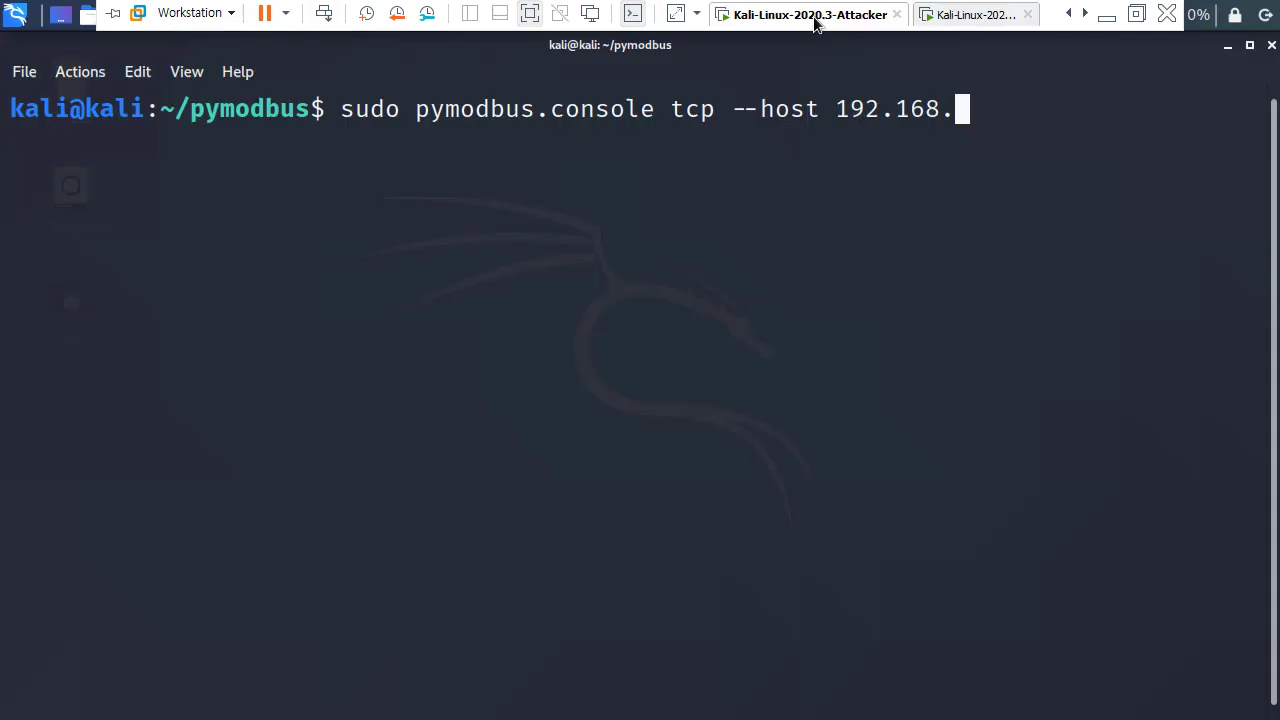 Workstation
Kali-Linux-2020.3-Attacker
Kali-Linux-202...
0%
kali@kali: ~/pymodbus
File Actions Edit View Help
kali@kali:~/pymodbus$ sudo pymodbus.console tcp --host 192.168.